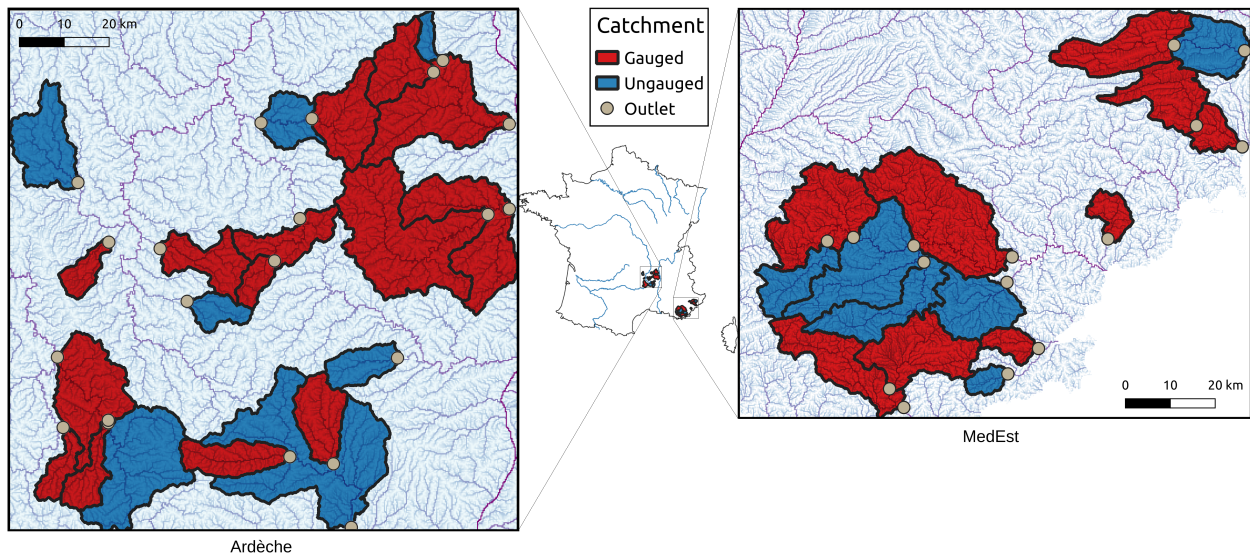 0 10 20 km
Catchment
Gauged
Ungauged
Outlet
0 10 20 km
Ardèche
MedEst